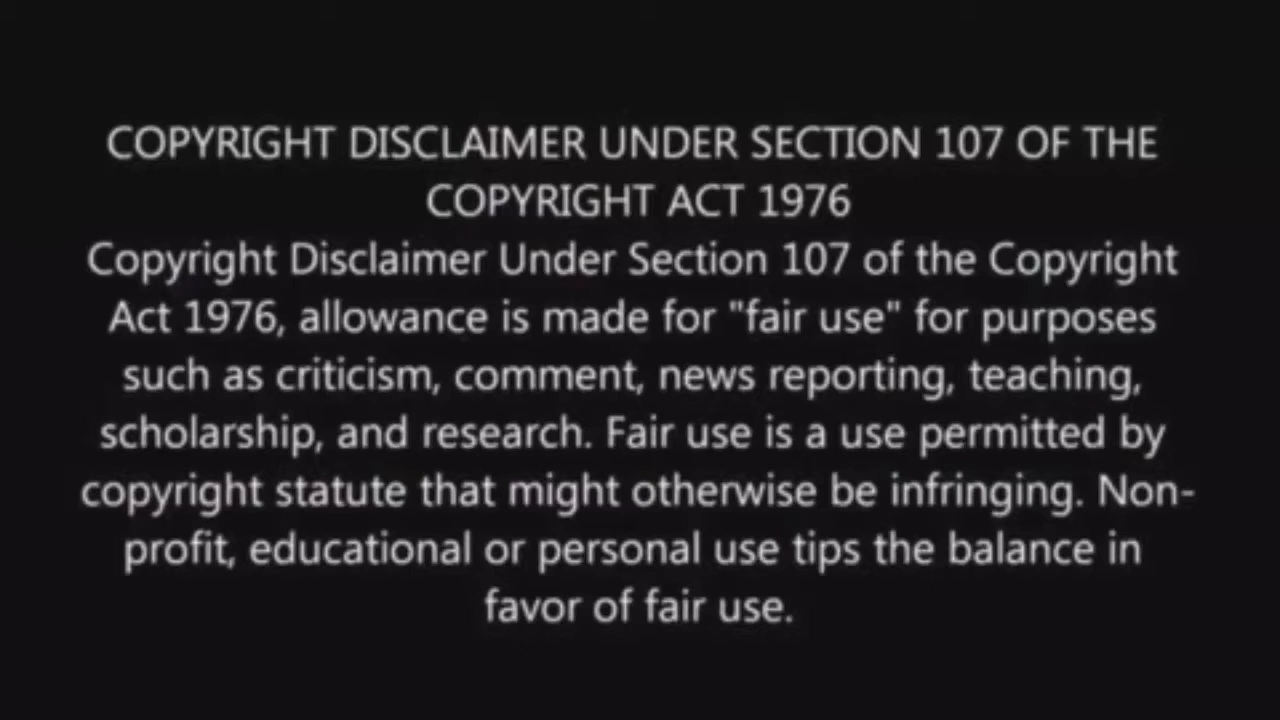 COPYRIGHT DISCLAIMER UNDER SECTION 107 OF THE
COPYRIGHT ACT 1976
Copyright Disclaimer Under Section 107 of the Copyright
Act 1976, allowance is made for "fair use" for purposes
such as criticism, comment, news reporting, teaching,
scholarship, and research. Fair use is a use permitted by
copyright statute that might otherwise be infringing. Non-
profit, educational or personal use tips the balance in
favor of fair use.